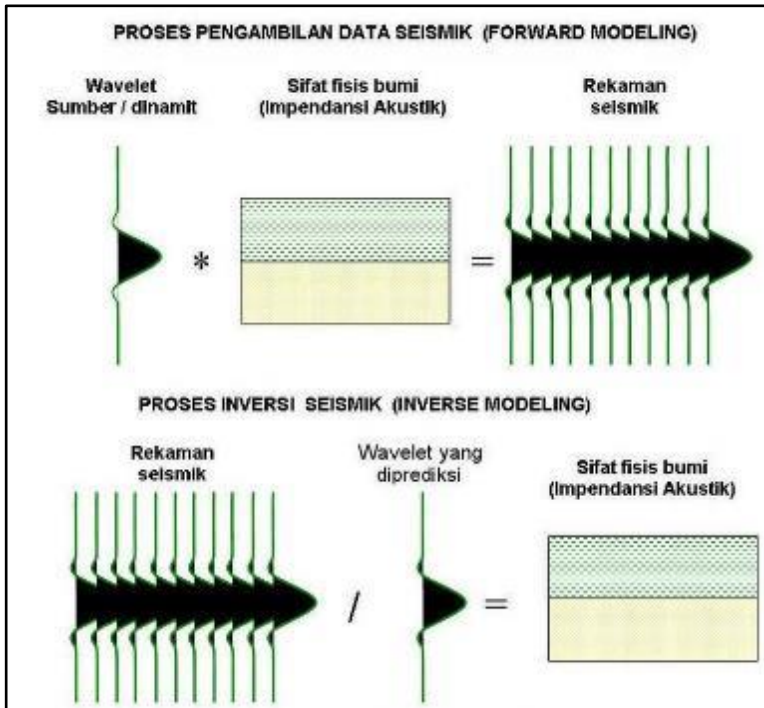 PROSES PENGAMBILAN DATA SEISMIK (FORWARD MODELING)
Wavelet
Sumber / dinamit
Sifat fisis bumi
(Impendansi Akustik)
Rekaman
seismik
*
=
PROSES INVERSI SEISMIK (INVERSE MODELING)
Rekaman
seismik
Wavelet yang
diprediksi
Sifat fisis bumi
(Impendansi Akustik)
/
=